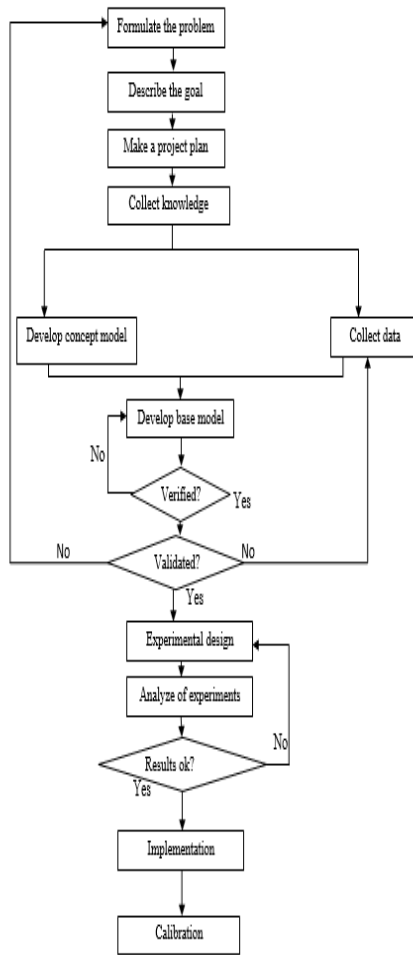 Formulate the problem
Describe the goal
Make a project plan
Collect knowledge
Develop concept model
Collect data
Develop base model
No
Verified?
Yes
No
Validated?
No
Yes
Experimental design
Analyze of experiments
No
Results ok?
Yes
Implementation
Calibration